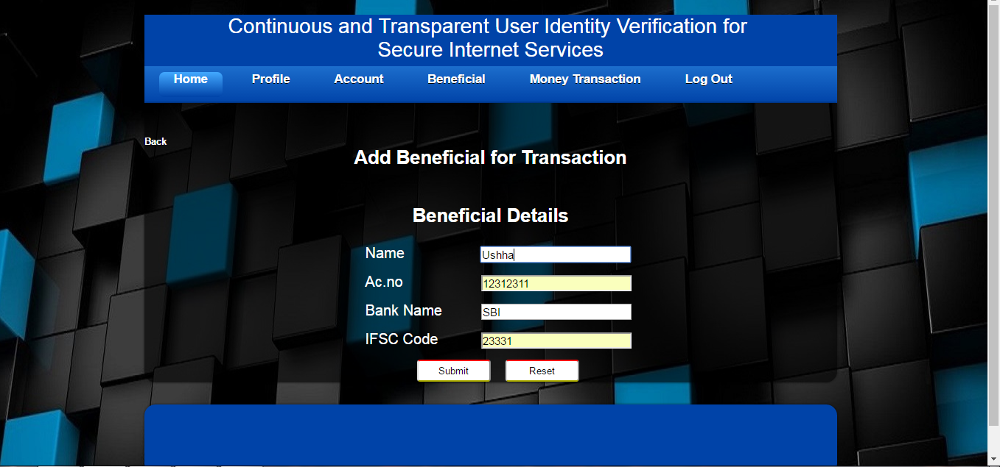 Continuous and Transparent User Identity Verification for
Secure Internet Services
Home Profile Account Beneficial Money Transaction Log Out
Back
Add Beneficial for Transaction
Beneficial Details
Name Ushha
Ac.no 12312311
Bank Name SBI
IFSC Code 23331
Submit Reset